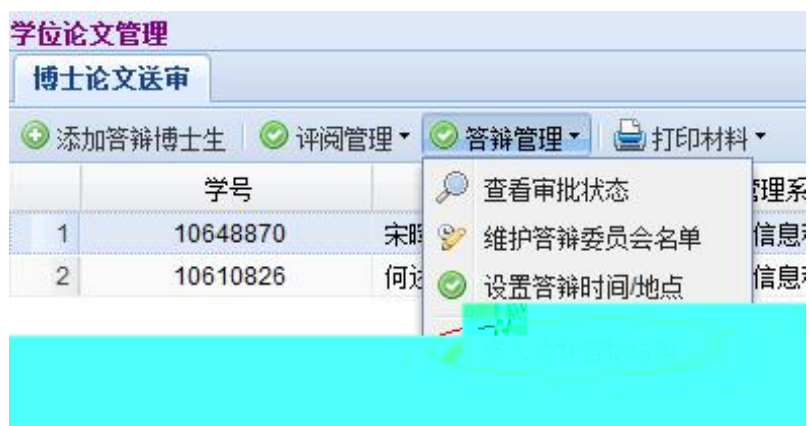 学位论文管理
博士论文送审
添加答辩博士生 评阅管理 答辩管理 打印材料
学号 查看审批状态 管理系
1 10648870 维护答辩委员会名单 信息
2 10610826 设置答辩时间/地点 信息